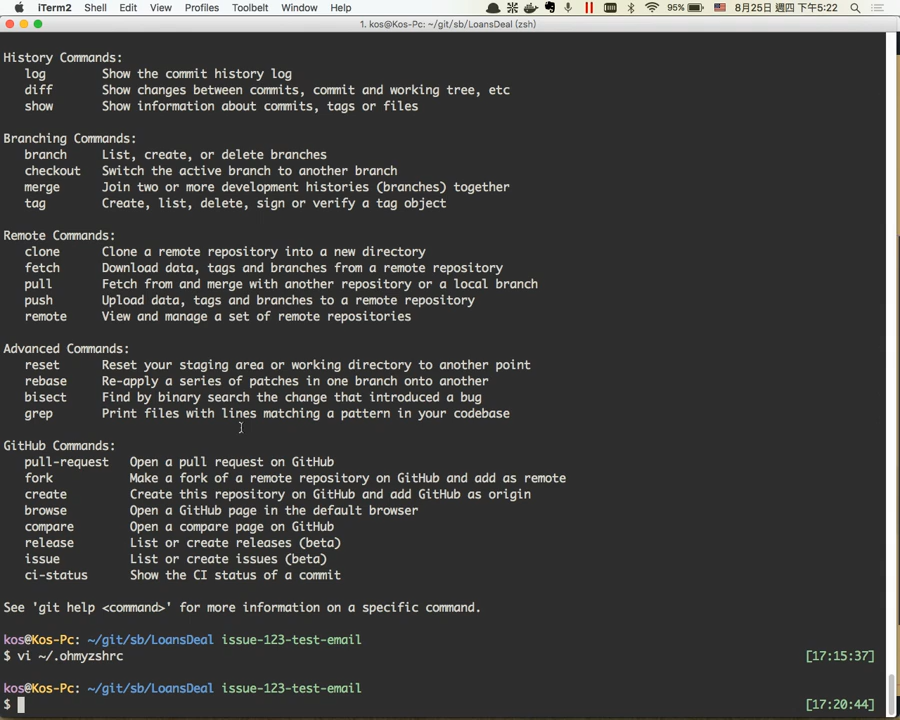 iTerm2 Shell Edit View Profiles Toolbelt Window Help 95% 8月25日 週四 下午5:22
1. kos@Kos-Pc: ~/git/sb/LoansDeal (zsh)
History Commands:
log Show the commit history log
diff Show changes between commits, commit and working tree, etc
show Show information about commits, tags or files
Branching Commands:
branch List, create, or delete branches
checkout Switch the active branch to another branch
merge Join two or more development histories (branches) together
tag Create, list, delete, sign or verify a tag object
Remote Commands:
clone Clone a remote repository into a new directory
fetch Download data, tags and branches from a remote repository
pull Fetch from and merge with another repository or a local branch
push Upload data, tags and branches to a remote repository
remote View and manage a set of remote repositories
Advanced Commands:
reset Reset your staging area or working directory to another point
rebase Re-apply a series of patches in one branch onto another
bisect Find by binary search the change that introduced a bug
grep Print files with lines matching a pattern in your codebase
GitHub Commands:
pull-request Open a pull request on GitHub
fork Make a fork of a remote repository on GitHub and add as remote
create Create this repository on GitHub and add GitHub as origin
browse Open a GitHub page in the default browser
compare Open a compare page on GitHub
release List or create releases (beta)
issue List or create issues (beta)
ci-status Show the CI status of a commit
See 'git help <command>' for more information on a specific command.
kos@Kos-Pc: ~/git/sb/LoansDeal issue-123-test-email
$ vi ~/.ohmyzshrc [17:15:37]
kos@Kos-Pc: ~/git/sb/LoansDeal issue-123-test-email
$ [17:20:44]